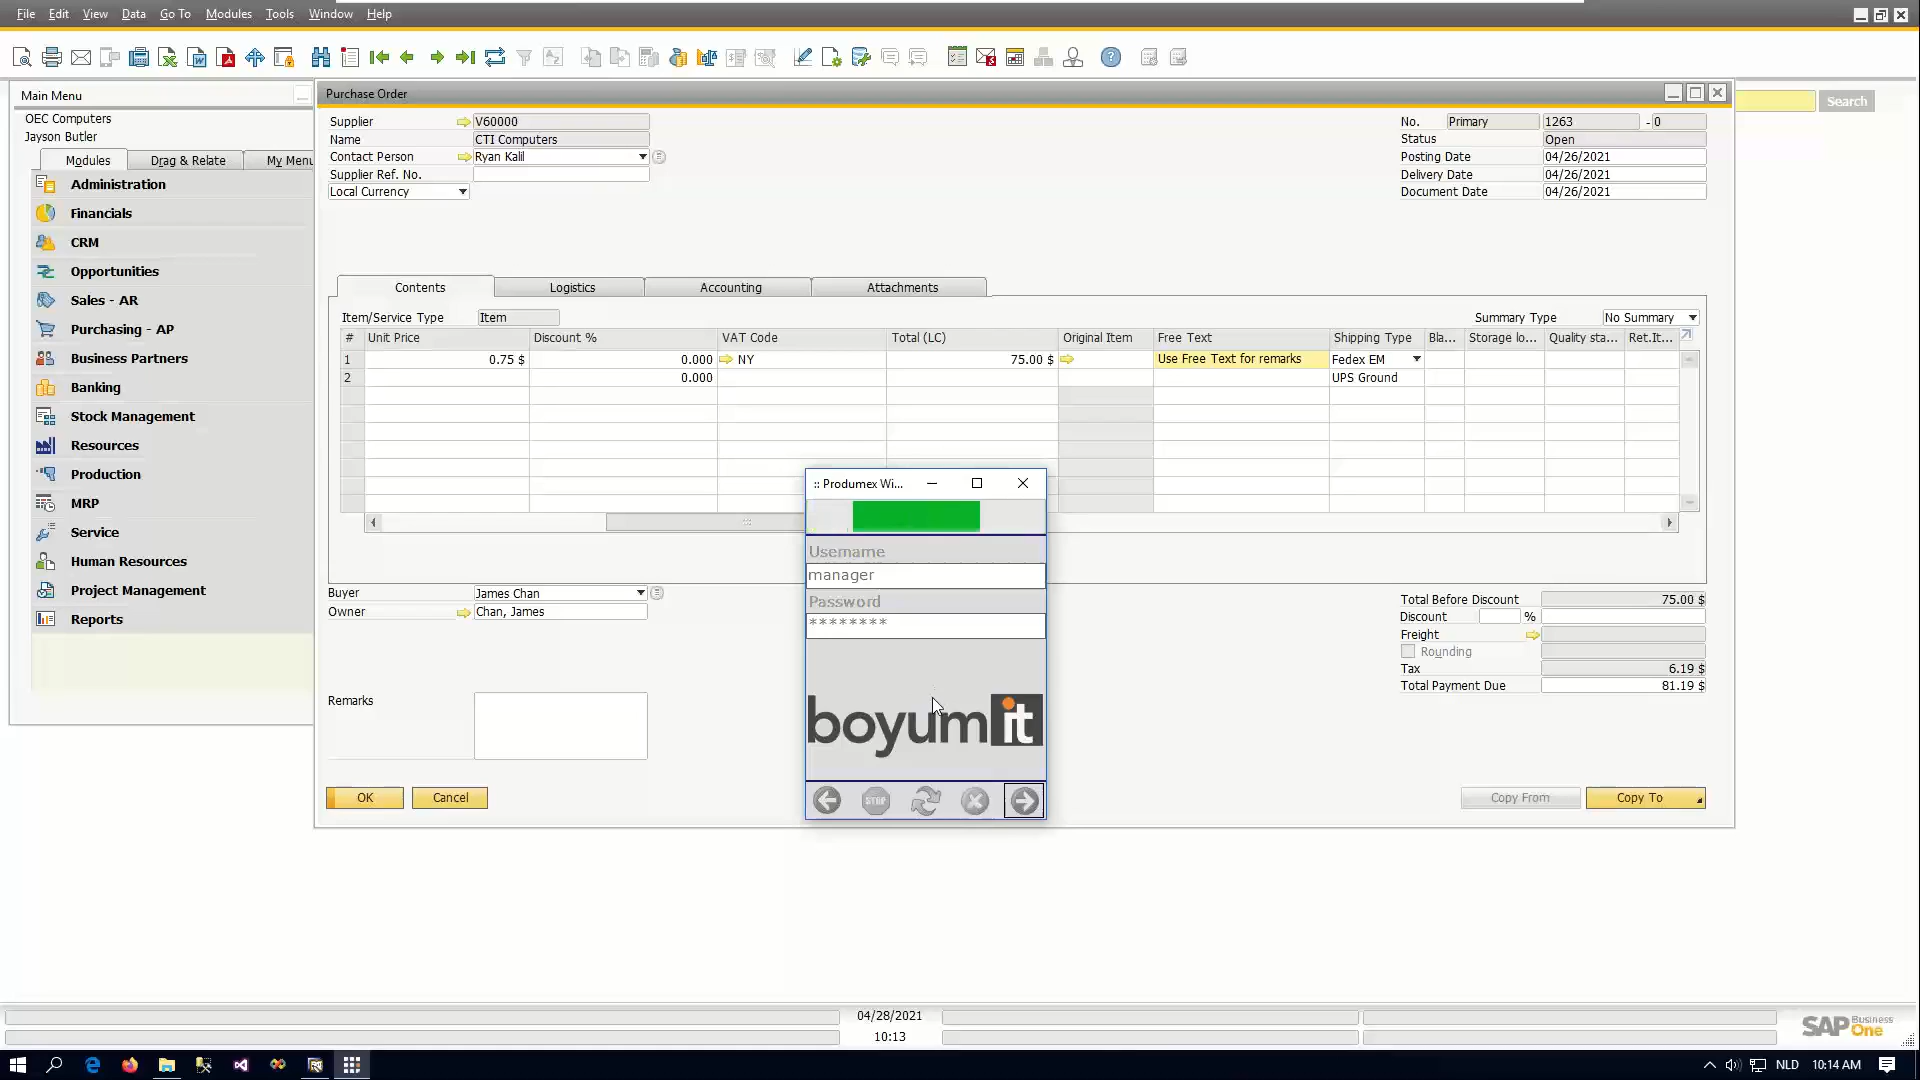 File Edit View Data Go To Modules Tools Window Help
Main Menu
OEC Computers
Jayson Butler
Modules Drag & Relate My Menu
Administration
Financials
CRM
Opportunities
Sales - AR
Purchasing - AP
Business Partners
Banking
Stock Management
Resources
Production
MRP
Service
Human Resources
Project Management
Reports
Search
Purchase Order
Supplier V60000
Name CTI Computers
Contact Person Ryan Kalil
Supplier Ref. No.
Local Currency
No. Primary 1263 - 0
Status Open
Posting Date 04/26/2021
Delivery Date 04/26/2021
Document Date 04/26/2021
Contents Logistics Accounting Attachments
Item/Service Type Item Summary Type No Summary
# Unit Price Discount % VAT Code Total (LC) Original Item Free Text Shipping Type Bla... Storage lo... Quality sta... Ret.It...
1 0.75 $ 0.000 NY 75.00 $ Use Free Text for remarks Fedex EM
2 0.000 UPS Ground
Buyer James Chan
Owner Chan, James
Remarks
Total Before Discount 75.00 $
Discount %
Freight
Rounding
Tax 6.19 $
Total Payment Due 81.19 $
OK Cancel Copy From Copy To
:: Produmex Wi...
Username
manager
Password
********
boyum it
STOP
04/28/2021
10:13
SAP Business One
NLD 10:14 AM